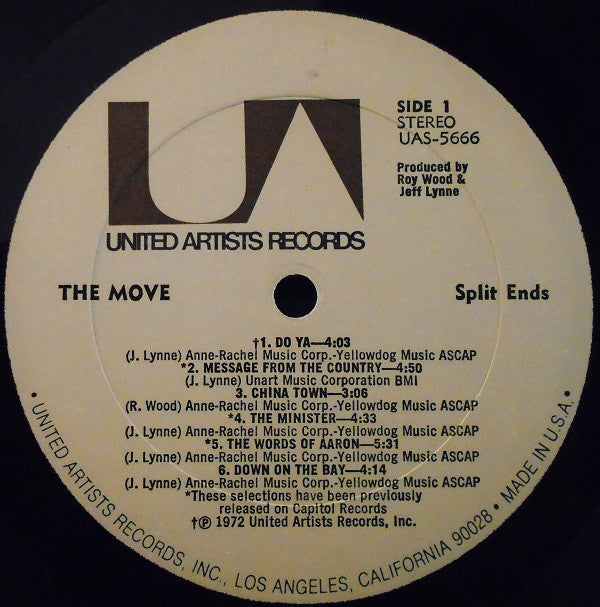 UA
SIDE 1
STEREO
UAS-5666
Produced by
Roy Wood &
Jeff Lynne
UNITED ARTISTS RECORDS
THE MOVE
Split Ends
†1. DO YA—4:03
(J. Lynne) Anne-Rachel Music Corp.-Yellowdog Music ASCAP
*2. MESSAGE FROM THE COUNTRY—4:50
(J. Lynne) Unart Music Corporation BMI
3. CHINA TOWN—3:06
(R. Wood) Anne-Rachel Music Corp.-Yellowdog Music ASCAP
*4. THE MINISTER—4:33
(J. Lynne) Anne-Rachel Music Corp.-Yellowdog Music ASCAP
*5. THE WORDS OF AARON—5:31
(J. Lynne) Anne-Rachel Music Corp.-Yellowdog Music ASCAP
6. DOWN ON THE BAY—4:14
(J. Lynne) Anne-Rachel Music Corp.-Yellowdog Music ASCAP
*These selections have been previously
released on Capitol Records
†℗ 1972 United Artists Records, Inc.
• UNITED ARTISTS RECORDS, INC., LOS ANGELES, CALIFORNIA 90028 • MADE IN U.S.A. •